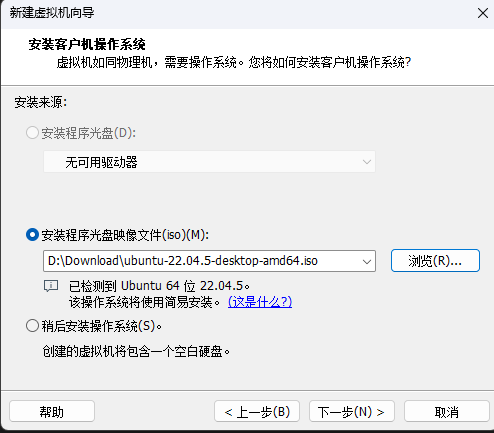 新建虚拟机向导
安装客户机操作系统
虚拟机如同物理机，需要操作系统。您将如何安装客户机操作系统?
安装来源:
安装程序光盘(D):
无可用驱动器
安装程序光盘映像文件(iso)(M):
D:\Download\ubuntu-22.04.5-desktop-amd64.iso
浏览(R)...
已检测到 Ubuntu 64 位 22.04.5。
该操作系统将使用简易安装。 (这是什么?)
稍后安装操作系统(S)。
创建的虚拟机将包含一个空白硬盘。
帮助
< 上一步(B)
下一步(N) >
取消